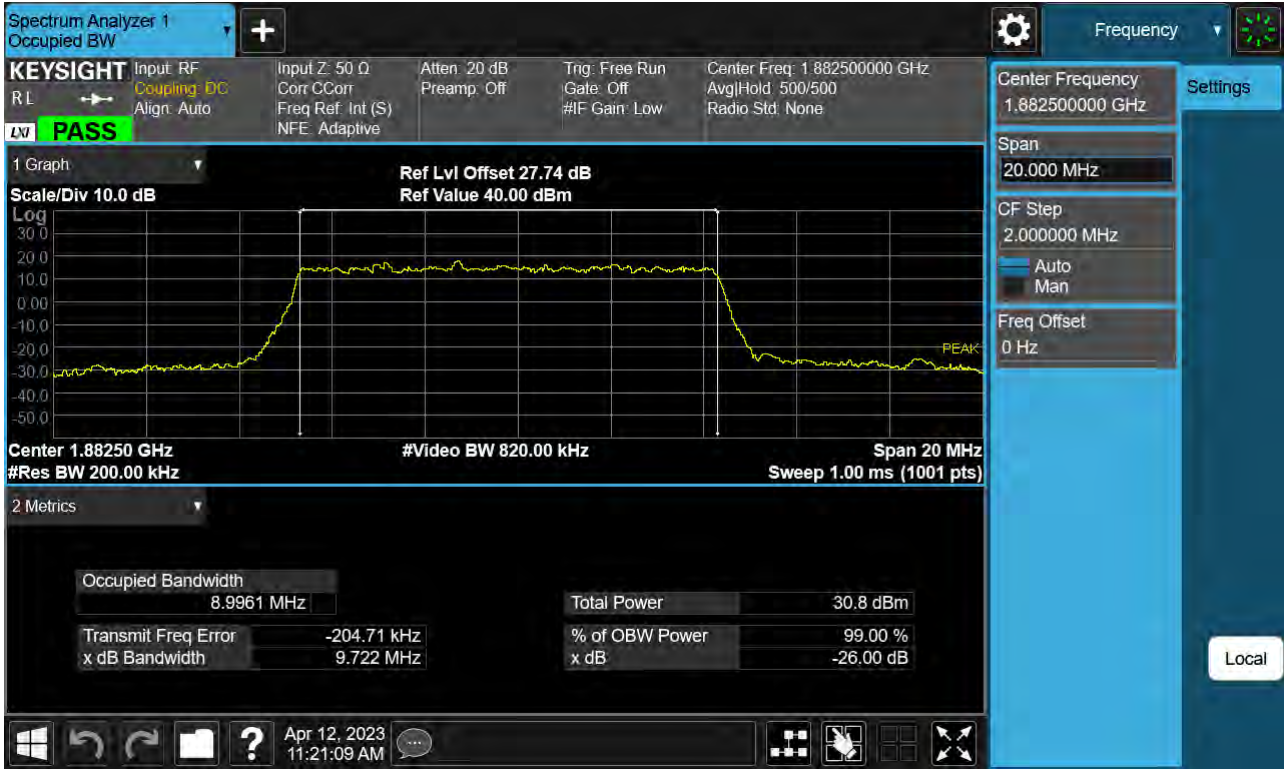 Spectrum Analyzer 1
Occupied BW
Frequency
KEYSIGHT
RL
LXI
PASS
Input: RF
Coupling: DC
Align: Auto
Input Z: 50 Ω
Corr CCorr
Freq Ref: Int (S)
NFE: Adaptive
Atten: 20 dB
Preamp: Off
Trig: Free Run
Gate: Off
#IF Gain: Low
Center Freq: 1.882500000 GHz
Avg|Hold: 500/500
Radio Std: None
1 Graph
Scale/Div 10.0 dB
Ref Lvl Offset 27.74 dB
Ref Value 40.00 dBm
Log
30.0
20.0
10.0
0.00
-10.0
-20.0
-30.0
-40.0
-50.0
PEAK
Center 1.88250 GHz
#Video BW 820.00 kHz
Span 20 MHz
#Res BW 200.00 kHz
Sweep 1.00 ms (1001 pts)
2 Metrics
Occupied Bandwidth
8.9961 MHz
Transmit Freq Error -204.71 kHz
x dB Bandwidth 9.722 MHz
Total Power 30.8 dBm
% of OBW Power 99.00 %
x dB -26.00 dB
Center Frequency
1.882500000 GHz
Settings
Span
20.000 MHz
CF Step
2.000000 MHz
Auto
Man
Freq Offset
0 Hz
Local
?
Apr 12, 2023
11:21:09 AM